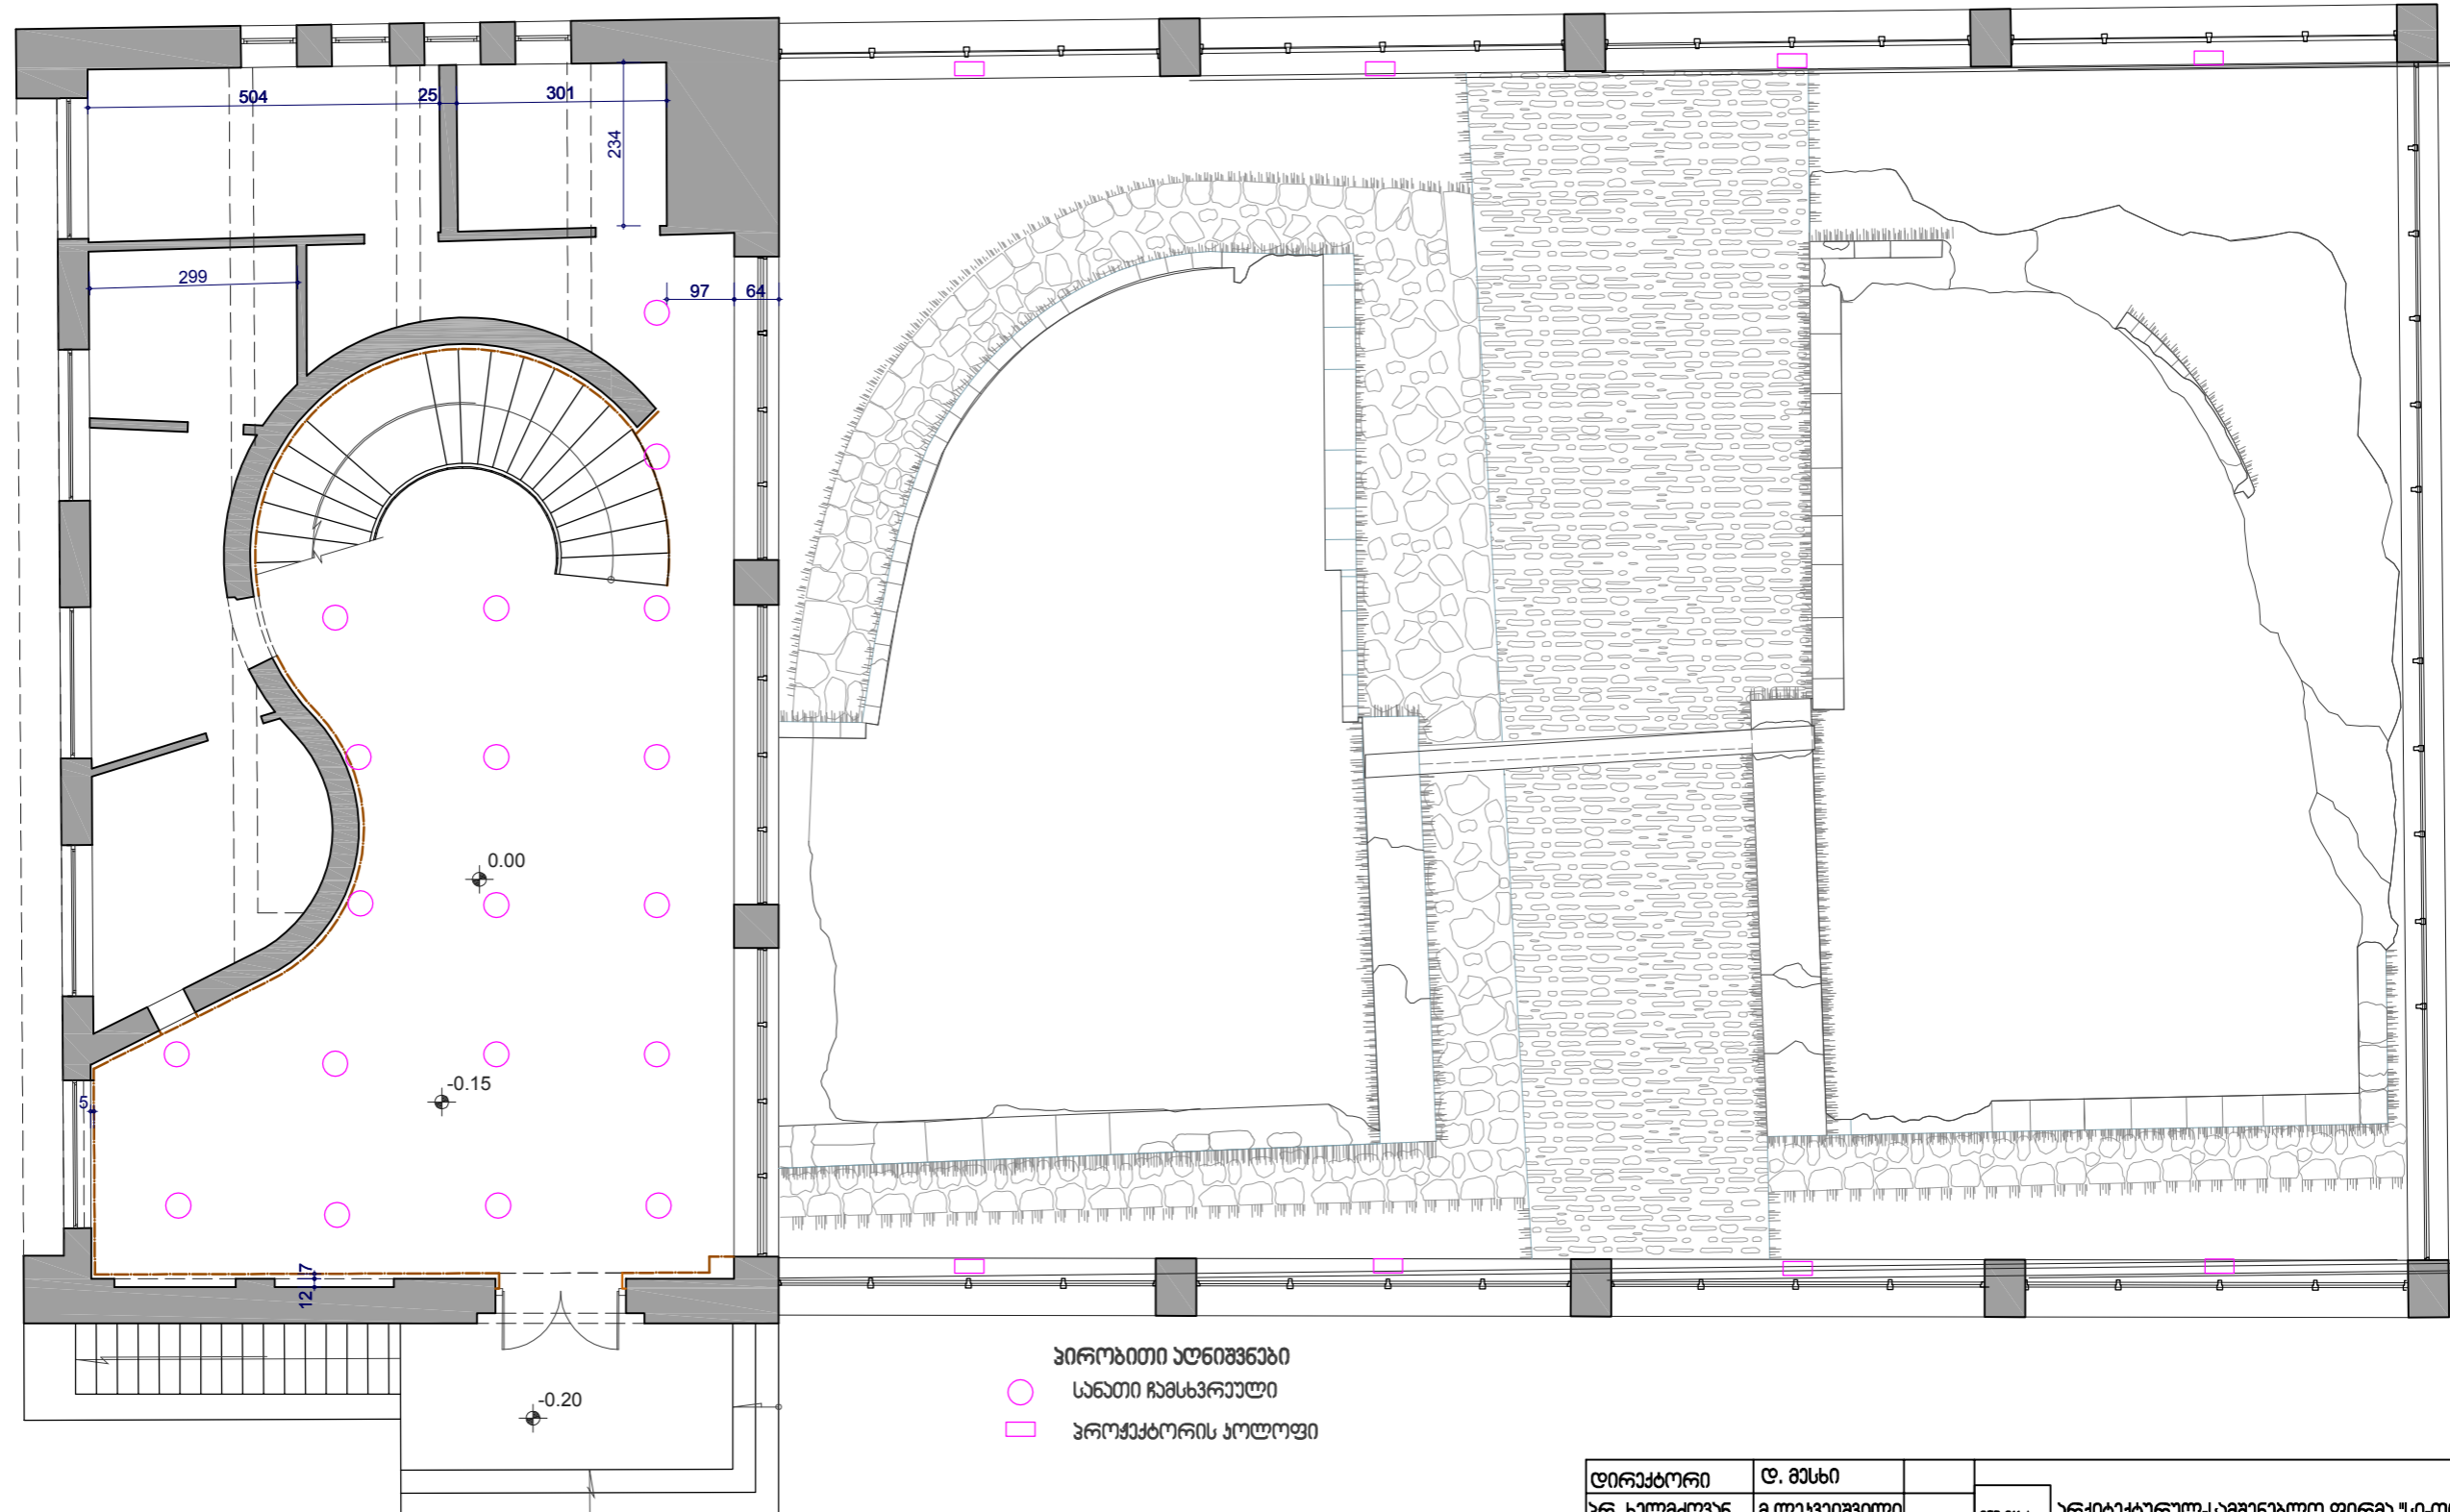 504
25
301
234
299
97
64
0.00
-0.15
5
7
12
-0.20
პირობითი აღნიშვნები
სანათი ჩამსხვრეული
პროჟექტორის კოლოფი
დირექტორი
დ. მესხი